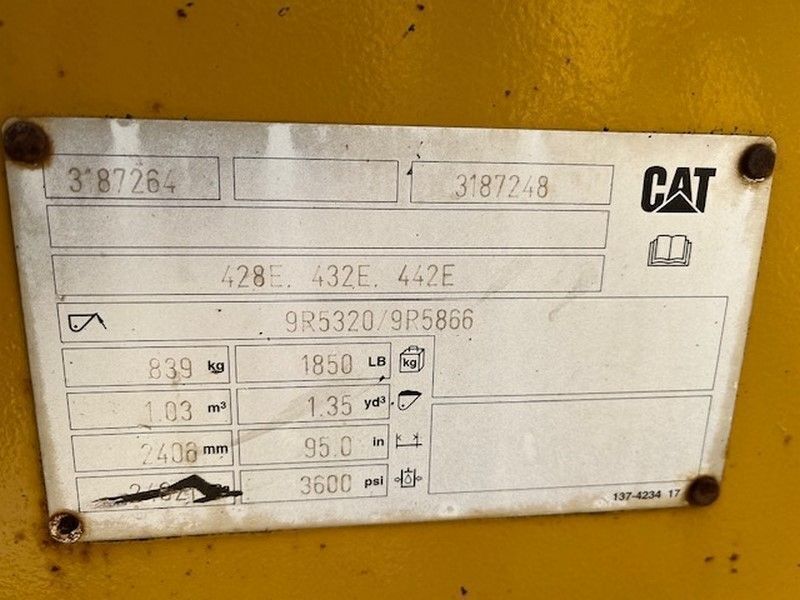 3187264 3187248 CAT
428E. 432E. 442E
9R5320/9R5866
839 kg 1850 LB kg
1.03 m³ 1.35 yd³
2408 mm 95.0 in
3600 psi
137-4234 17